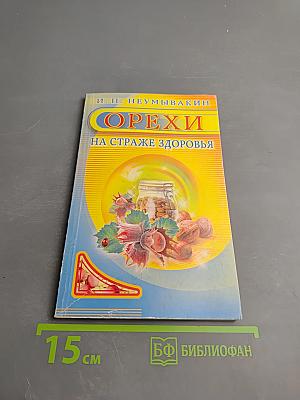 И. П. НЕУМЫВАКИН
ОРЕХИ
НА СТРАЖЕ ЗДОРОВЬЯ
15 см
БФ БИБЛИОФАН